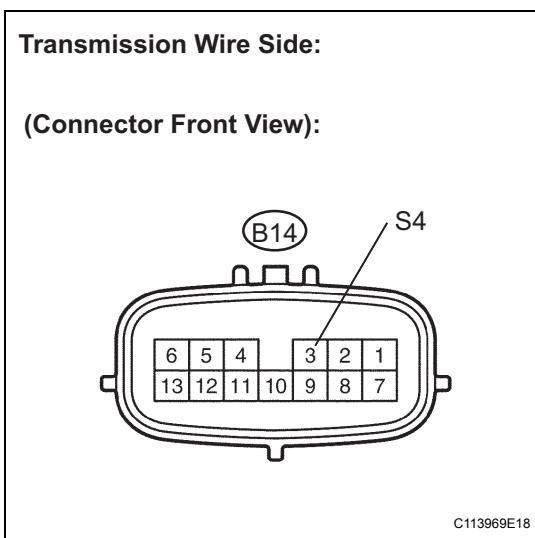 Transmission Wire Side:
(Connector Front View):
B14
S4
6 5 4 3 2 1
13 12 11 10 9 8 7
C113969E18